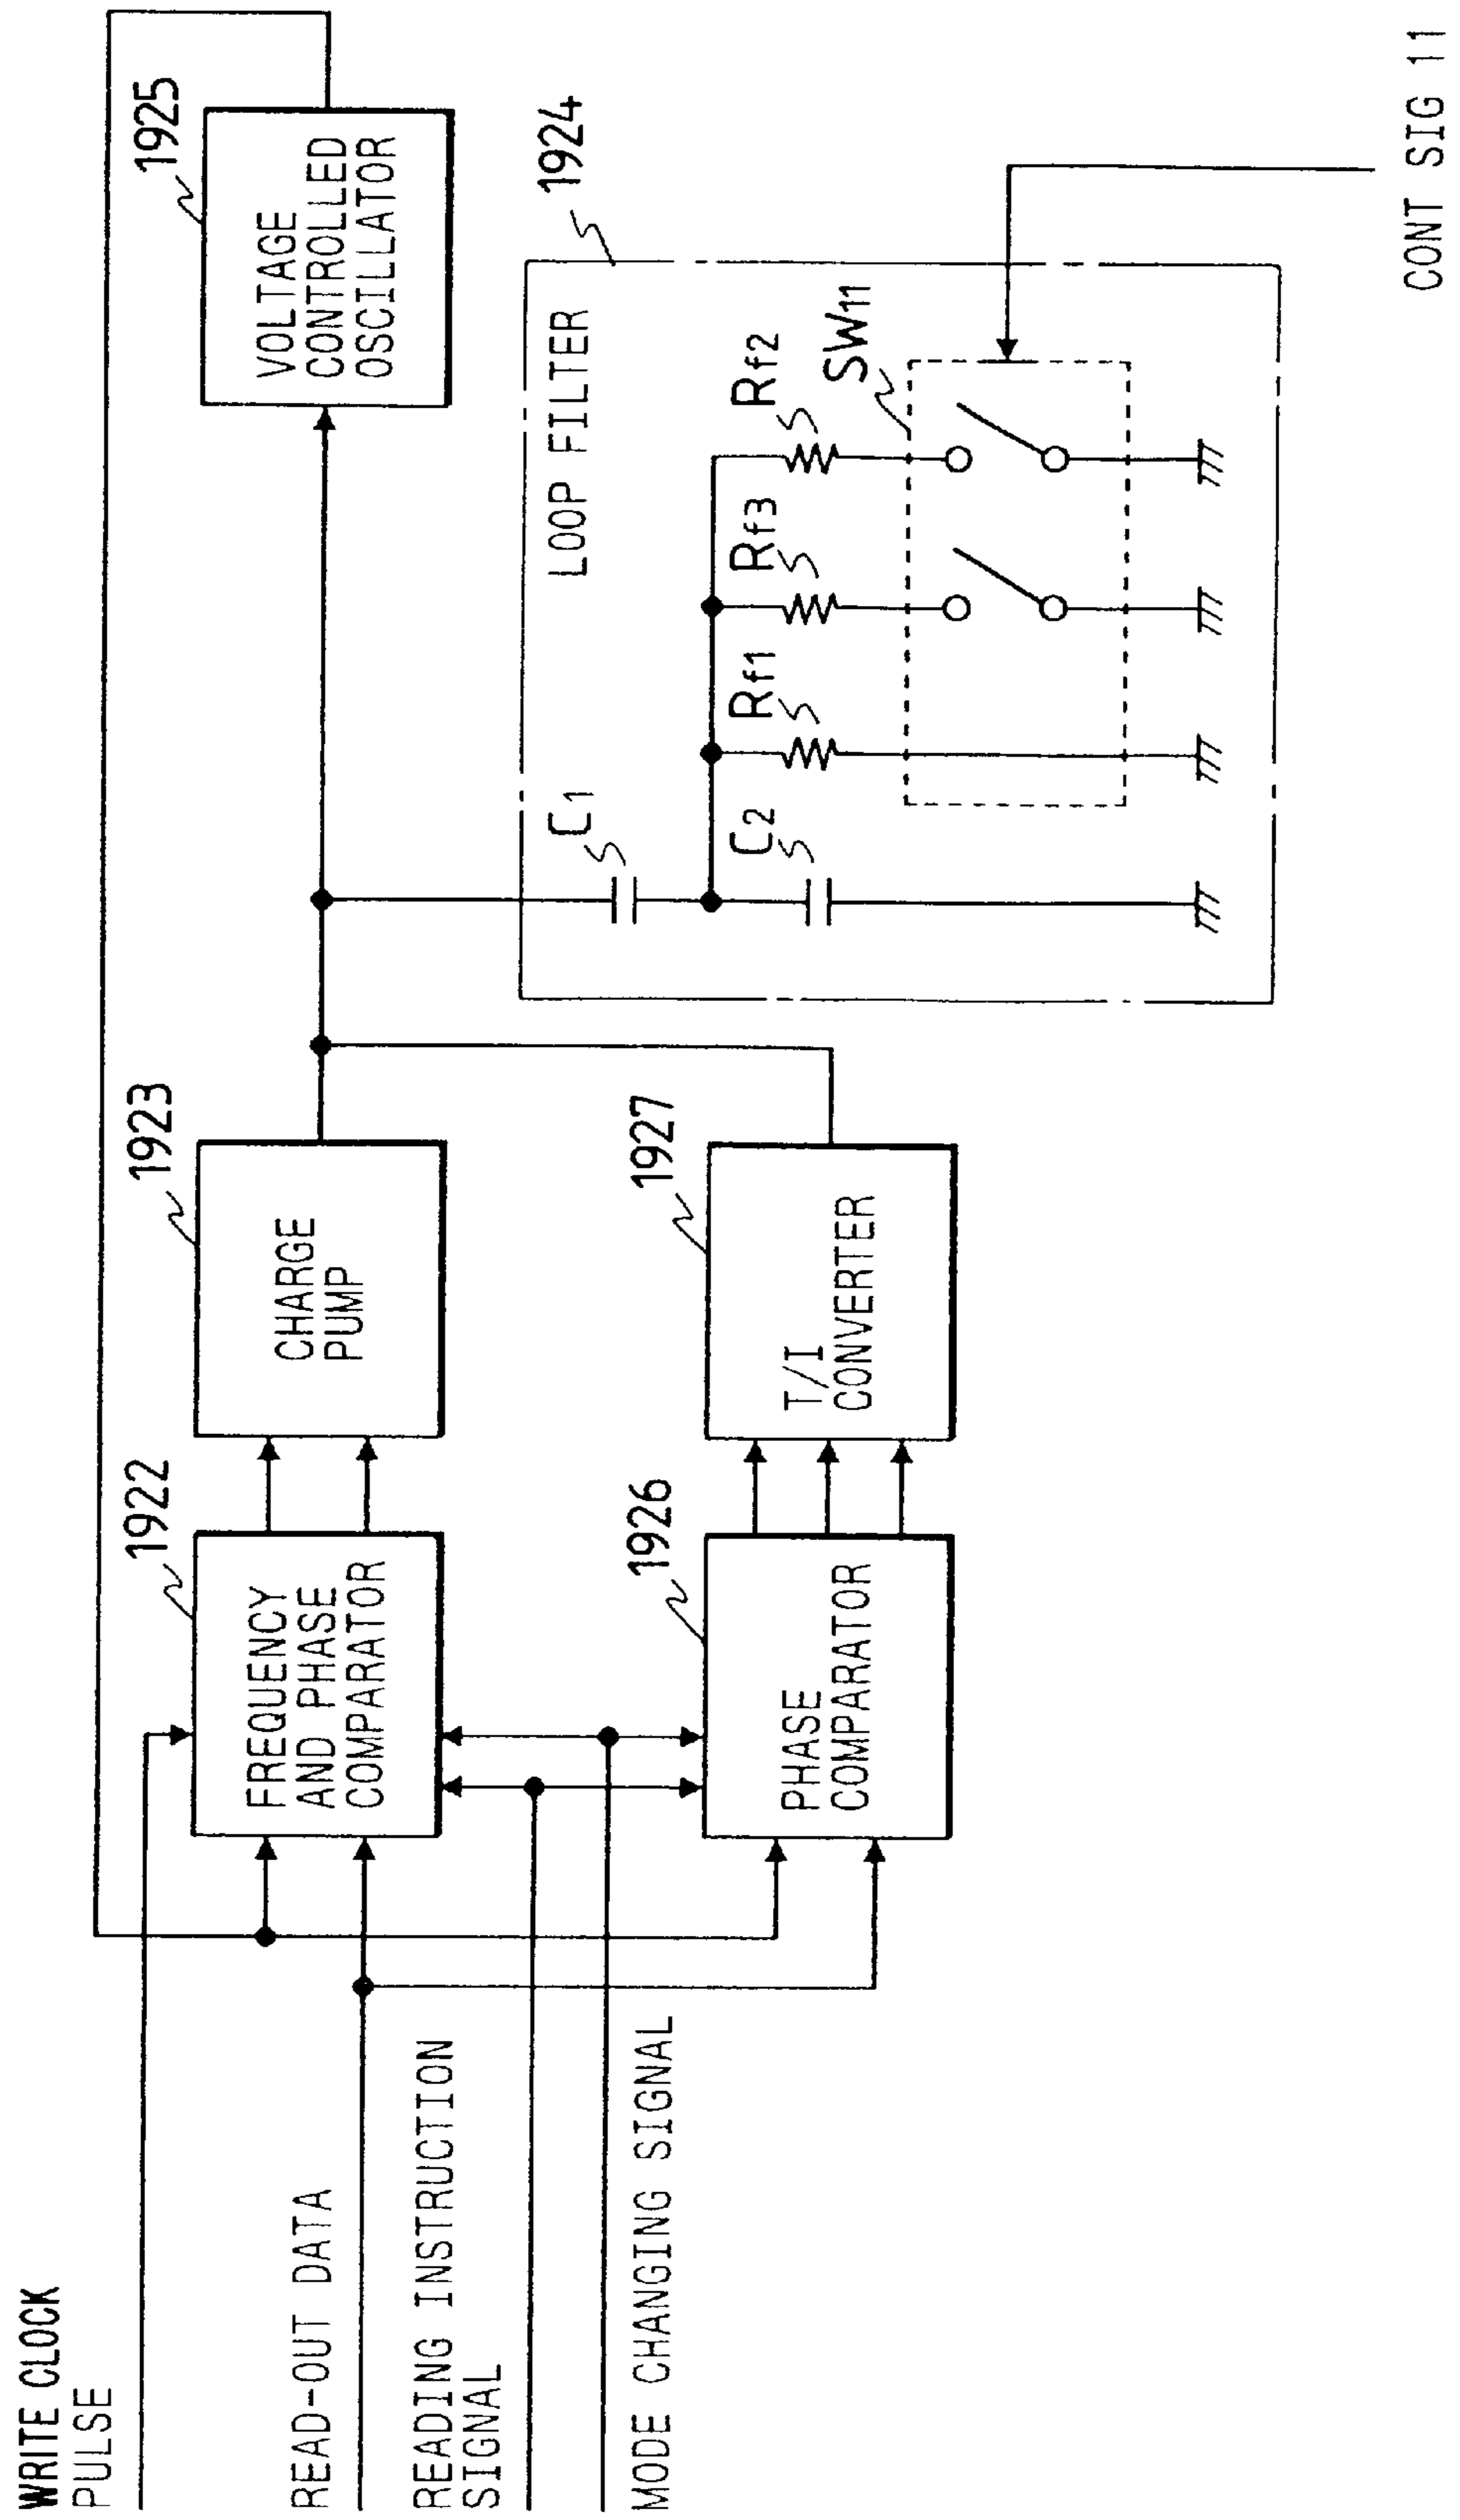 WRITE CLOCK
PULSE
READ-OUT DATA
READING INSTRUCTION
SIGNAL
MODE CHANGING SIGNAL
1922
FREQUENCY
AND PHASE
COMPARATOR
1923
CHARGE
PUMP
1925
VOLTAGE
CONTROLLED
OSCILLATOR
1926
PHASE
COMPARATOR
1927
T/I
CONVERTER
1924
LOOP FILTER
C1
C2
Rf1
Rf3
Rf2
SW11
CONT SIG 11